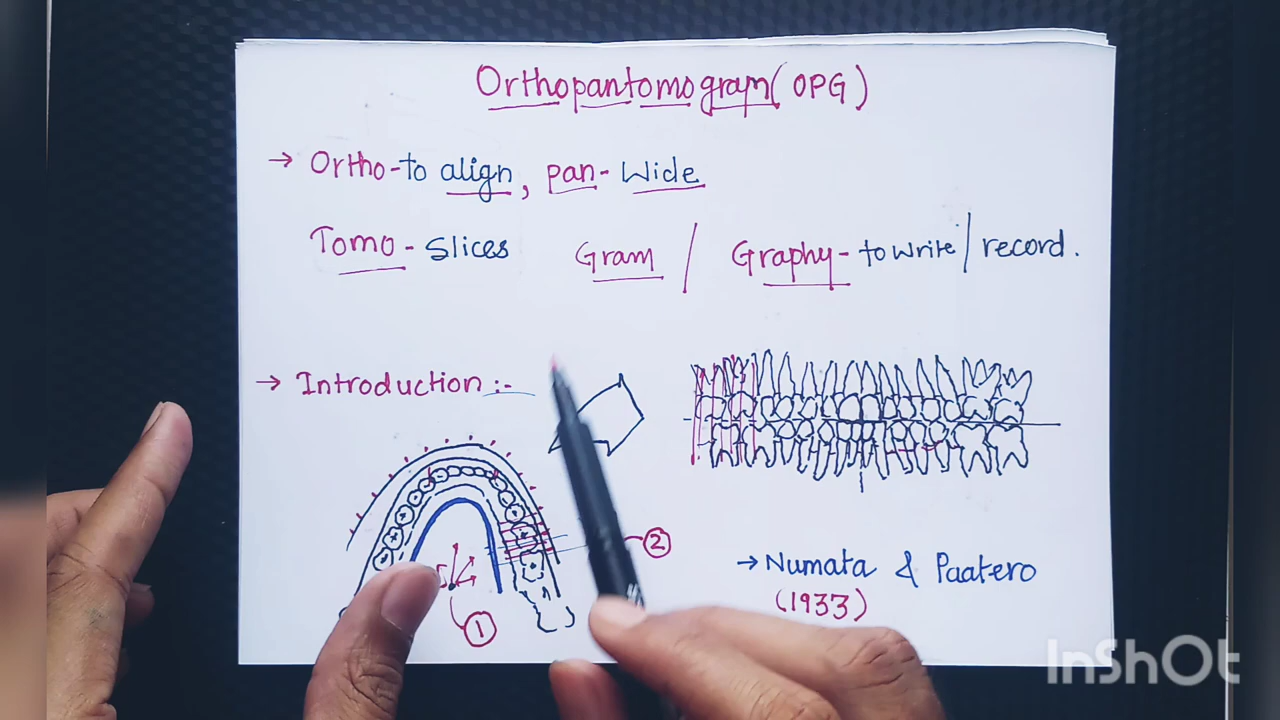 Orthopantomogram (OPG)
→ Ortho-to align, pan- Wide
Tomo - Slices Gram / Graphy- to write/record.
→ Introduction :-
②
①
→ Numata & Paatero
(1933)
InShOt